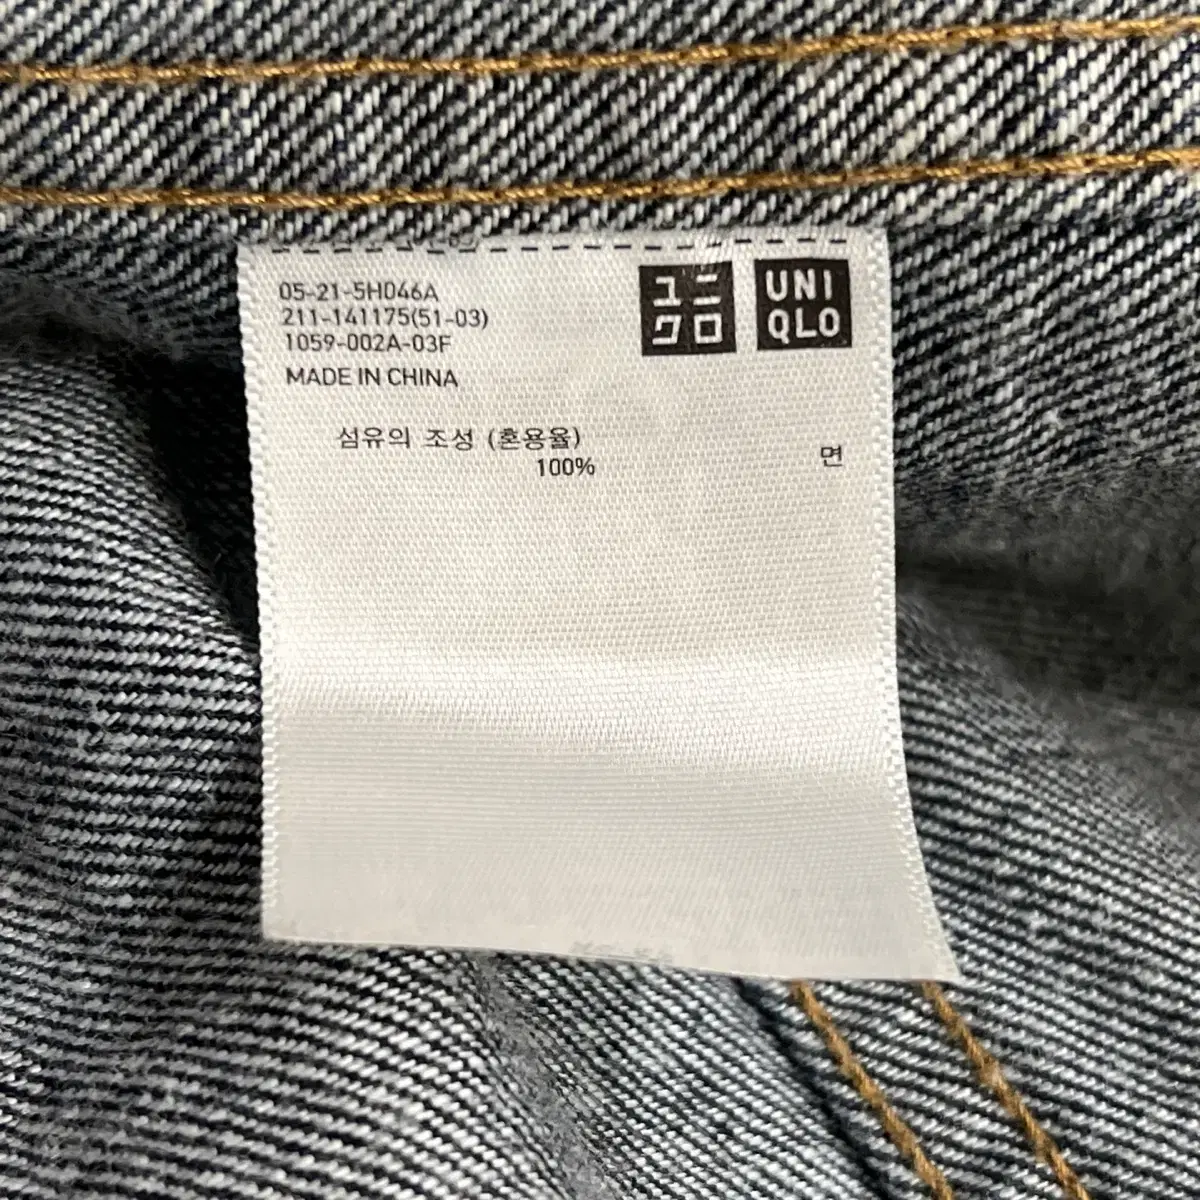 05-21-5H046A
211-141175(51-03)
1059-002A-03F
MADE IN CHINA
ユニ
クロ
UNI
QLO
섬유의 조성 (혼용율)
100% 면